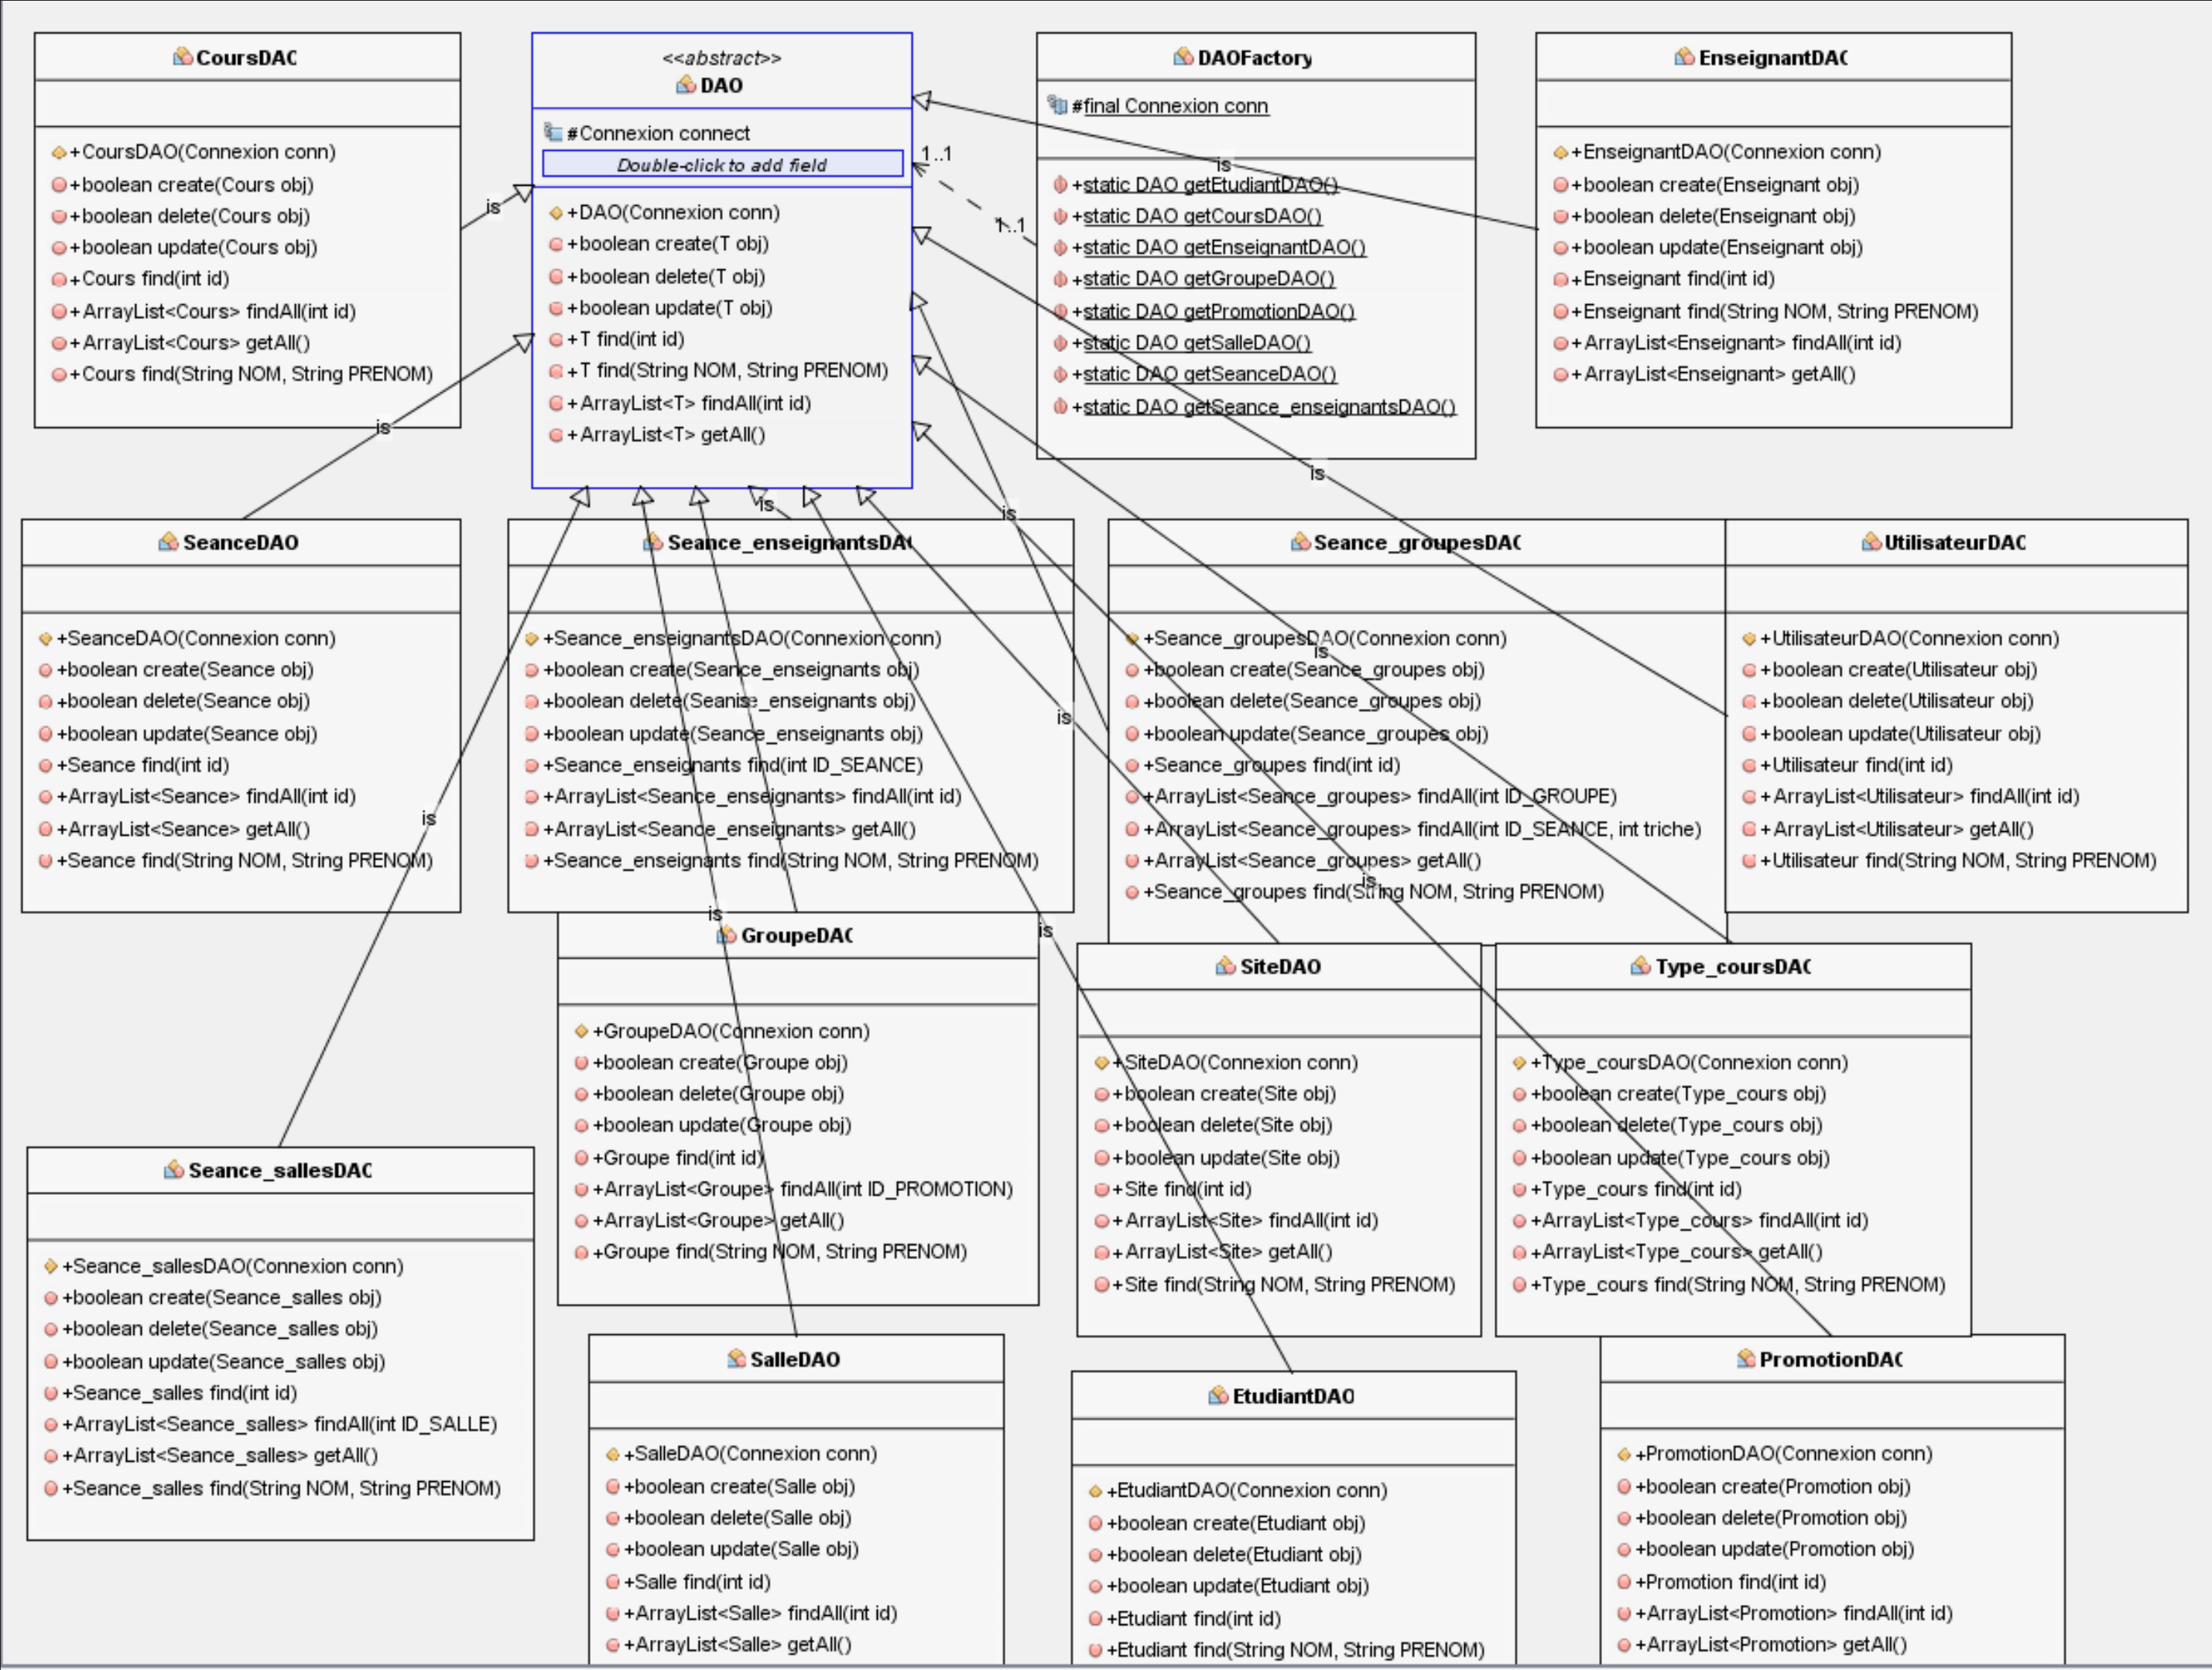 CoursDAO
+CoursDAO(Connexion conn)
+boolean create(Cours obj)
+boolean delete(Cours obj)
+boolean update(Cours obj)
+Cours find(int id)
+ArrayList<Cours> findAll(int id)
+ArrayList<Cours> getAll()
+Cours find(String NOM, String PRENOM)
is
<<abstract>>
DAO
#Connexion connect
Double-click to add field
+DAO(Connexion conn)
+boolean create(T obj)
+boolean delete(T obj)
+boolean update(T obj)
+T find(int id)
+T find(String NOM, String PRENOM)
+ArrayList<T> findAll(int id)
+ArrayList<T> getAll()
1..1
1..1
DAOFactory
#final Connexion conn
is
+static DAO getEtudiantDAO()
+static DAO getCoursDAO()
+static DAO getEnseignantDAO()
+static DAO getGroupeDAO()
+static DAO getPromotionDAO()
+static DAO getSalleDAO()
+static DAO getSeanceDAO()
+static DAO getSeance_enseignantsDAO()
EnseignantDAO
+EnseignantDAO(Connexion conn)
+boolean create(Enseignant obj)
+boolean delete(Enseignant obj)
+boolean update(Enseignant obj)
+Enseignant find(int id)
+Enseignant find(String NOM, String PRENOM)
+ArrayList<Enseignant> findAll(int id)
+ArrayList<Enseignant> getAll()
is
is
is
is
SeanceDAO
+SeanceDAO(Connexion conn)
+boolean create(Seance obj)
+boolean delete(Seance obj)
+boolean update(Seance obj)
+Seance find(int id)
+ArrayList<Seance> findAll(int id)
+ArrayList<Seance> getAll()
+Seance find(String NOM, String PRENOM)
is
Seance_enseignantsDAO
+Seance_enseignantsDAO(Connexion conn)
+boolean create(Seance_enseignants obj)
+boolean delete(Seance_enseignants obj)
is
+boolean update(Seance_enseignants obj)
+Seance_enseignants find(int ID_SEANCE)
+ArrayList<Seance_enseignants> findAll(int id)
+ArrayList<Seance_enseignants> getAll()
+Seance_enseignants find(String NOM, String PRENOM)
is
Seance_groupesDAO
+Seance_groupesDAO(Connexion conn)
is
+boolean create(Seance_groupes obj)
+boolean delete(Seance_groupes obj)
+boolean update(Seance_groupes obj)
+Seance_groupes find(int id)
+ArrayList<Seance_groupes> findAll(int ID_GROUPE)
+ArrayList<Seance_groupes> findAll(int ID_SEANCE, int triche)
+ArrayList<Seance_groupes> getAll()
is
+Seance_groupes find(String NOM, String PRENOM)
UtilisateurDAO
+UtilisateurDAO(Connexion conn)
+boolean create(Utilisateur obj)
+boolean delete(Utilisateur obj)
+boolean update(Utilisateur obj)
+Utilisateur find(int id)
+ArrayList<Utilisateur> findAll(int id)
+ArrayList<Utilisateur> getAll()
+Utilisateur find(String NOM, String PRENOM)
is
is
GroupeDAO
+GroupeDAO(Connexion conn)
+boolean create(Groupe obj)
+boolean delete(Groupe obj)
+boolean update(Groupe obj)
+Groupe find(int id)
+ArrayList<Groupe> findAll(int ID_PROMOTION)
+ArrayList<Groupe> getAll()
+Groupe find(String NOM, String PRENOM)
SiteDAO
+SiteDAO(Connexion conn)
+boolean create(Site obj)
+boolean delete(Site obj)
+boolean update(Site obj)
+Site find(int id)
+ArrayList<Site> findAll(int id)
+ArrayList<Site> getAll()
+Site find(String NOM, String PRENOM)
Type_coursDAO
+Type_coursDAO(Connexion conn)
+boolean create(Type_cours obj)
+boolean delete(Type_cours obj)
+boolean update(Type_cours obj)
+Type_cours find(int id)
+ArrayList<Type_cours> findAll(int id)
+ArrayList<Type_cours> getAll()
+Type_cours find(String NOM, String PRENOM)
Seance_sallesDAO
+Seance_sallesDAO(Connexion conn)
+boolean create(Seance_salles obj)
+boolean delete(Seance_salles obj)
+boolean update(Seance_salles obj)
+Seance_salles find(int id)
+ArrayList<Seance_salles> findAll(int ID_SALLE)
+ArrayList<Seance_salles> getAll()
+Seance_salles find(String NOM, String PRENOM)
SalleDAO
+SalleDAO(Connexion conn)
+boolean create(Salle obj)
+boolean delete(Salle obj)
+boolean update(Salle obj)
+Salle find(int id)
+ArrayList<Salle> findAll(int id)
+ArrayList<Salle> getAll()
EtudiantDAO
+EtudiantDAO(Connexion conn)
+boolean create(Etudiant obj)
+boolean delete(Etudiant obj)
+boolean update(Etudiant obj)
+Etudiant find(int id)
+Etudiant find(String NOM, String PRENOM)
PromotionDAO
+PromotionDAO(Connexion conn)
+boolean create(Promotion obj)
+boolean delete(Promotion obj)
+boolean update(Promotion obj)
+Promotion find(int id)
+ArrayList<Promotion> findAll(int id)
+ArrayList<Promotion> getAll()